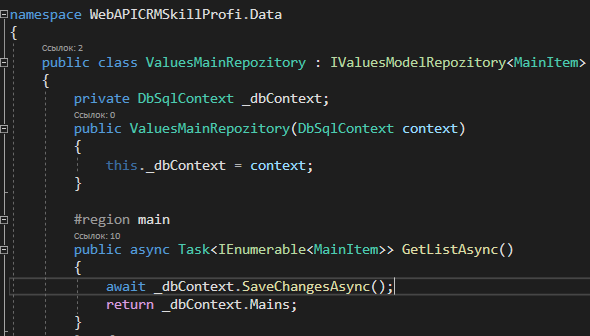 namespace WebAPICRMSkillProfi.Data
{
Ссылок: 2
public class ValuesMainRepozitory : IValuesModelRepozitory<MainItem>
{
private DbSqlContext _dbContext;
Ссылок: 0
public ValuesMainRepozitory(DbSqlContext context)
{
this._dbContext = context;
}
#region main
Ссылок: 10
public async Task<IEnumerable<MainItem>> GetListAsync()
{
await _dbContext.SaveChangesAsync();
return _dbContext.Mains;
}